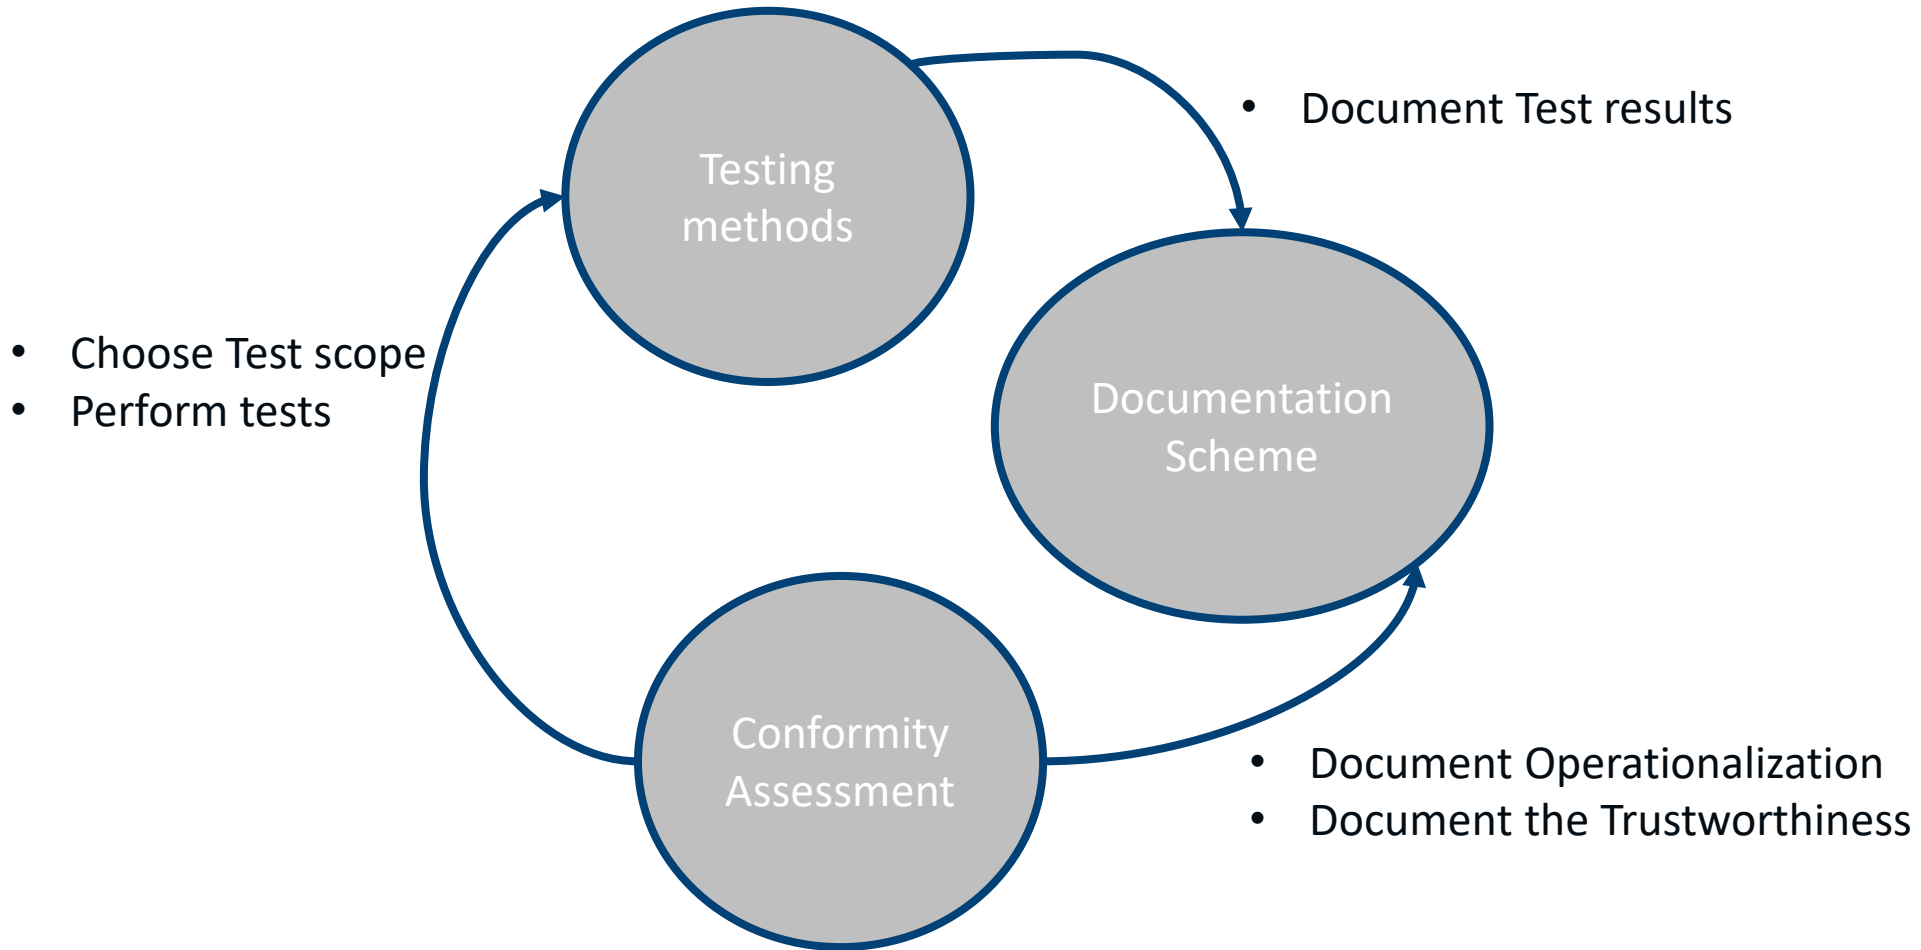 Testing
methods
• Document Test results
• Choose Test scope
• Perform tests
Documentation
Scheme
Conformity
Assessment
• Document Operationalization
• Document the Trustworthiness